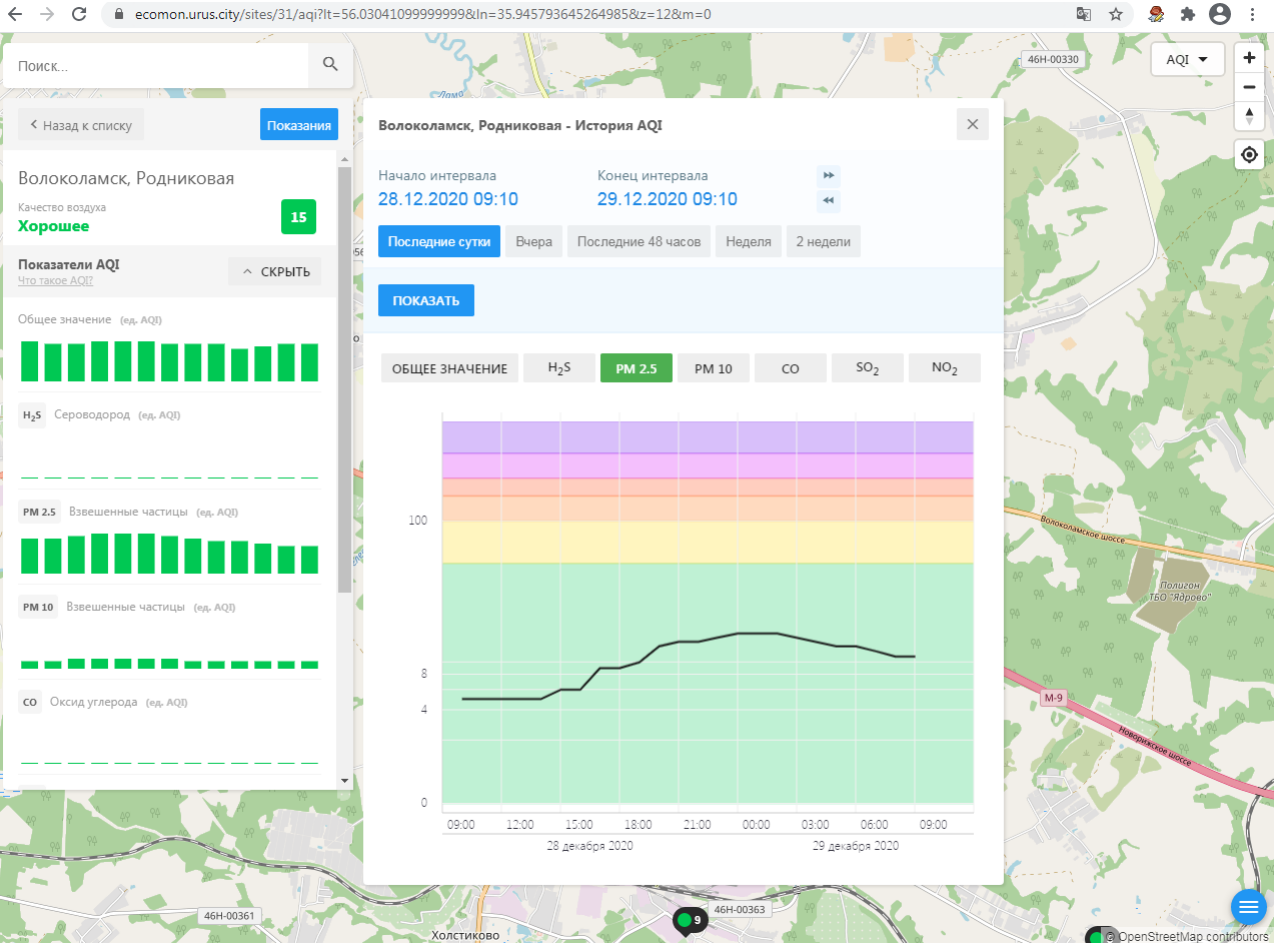 ecomon.urus.city/sites/31/aqi?lt=56.03041099999999&ln=35.945793645264985&z=12&m=0
Поиск...
46Н-00330
AQI
Назад к списку
Показания
Волоколамск, Родниковая - История AQI
Волоколамск, Родниковая
Качество воздуха
Хорошее
15
Начало интервала
Конец интервала
28.12.2020 09:10
29.12.2020 09:10
Последние сутки
Вчера
Последние 48 часов
Неделя
2 недели
Показатели AQI
Что такое AQI?
СКРЫТЬ
ПОКАЗАТЬ
Общее значение (ед. AQI)
ОБЩЕЕ ЗНАЧЕНИЕ
H2S
PM 2.5
PM 10
CO
SO2
NO2
H2S Сероводород (ед. AQI)
PM 2.5 Взвешенные частицы (ед. AQI)
PM 10 Взвешенные частицы (ед. AQI)
CO Оксид углерода (ед. AQI)
100
8
4
0
09:00 12:00 15:00 18:00 21:00 00:00 03:00 06:00 09:00
28 декабря 2020
29 декабря 2020
Волоколамское шоссе
Полигон
ТБО "Ядрово"
М-9
Новорижское шоссе
46Н-00361
46Н-00363
9
Холстиково
© OpenStreetMap contributors